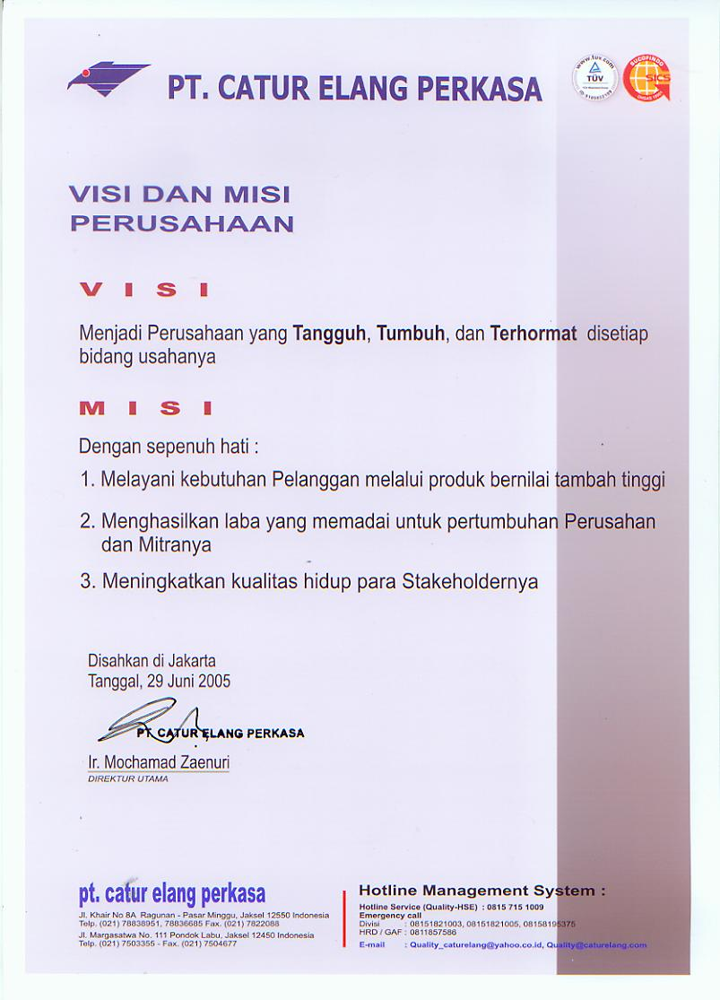 PT. CATUR ELANG PERKASA
www.tuv.com
TÜV
SUCOFINDO
SICS
VISI DAN MISI
PERUSAHAAN
V I S I
Menjadi Perusahaan yang Tangguh, Tumbuh, dan Terhormat disetiap
bidang usahanya
M I S I
Dengan sepenuh hati :
1. Melayani kebutuhan Pelanggan melalui produk bernilai tambah tinggi
2. Menghasilkan laba yang memadai untuk pertumbuhan Perusahan
dan Mitranya
3. Meningkatkan kualitas hidup para Stakeholdernya
Disahkan di Jakarta
Tanggal, 29 Juni 2005
PT. CATUR ELANG PERKASA
Ir. Mochamad Zaenuri
DIREKTUR UTAMA
pt. catur elang perkasa
Jl. Khair No 8A Ragunan - Pasar Minggu, Jaksel 12550 Indonesia
Telp. (021) 78838951, 78836685 Fax. (021) 7822088
Jl. Margasatwa No. 111 Pondok Labu, Jaksel 12450 Indonesia
Telp. (021) 7503355 - Fax. (021) 7504677
Hotline Management System :
Hotline Service (Quality-HSE) : 0815 715 1009
Emergency call
Divisi : 08151821003, 08151821005, 08158195375
HRD / GAF : 0811857586
E-mail : Quality_caturelang@yahoo.co.id, Quality@caturelang.com